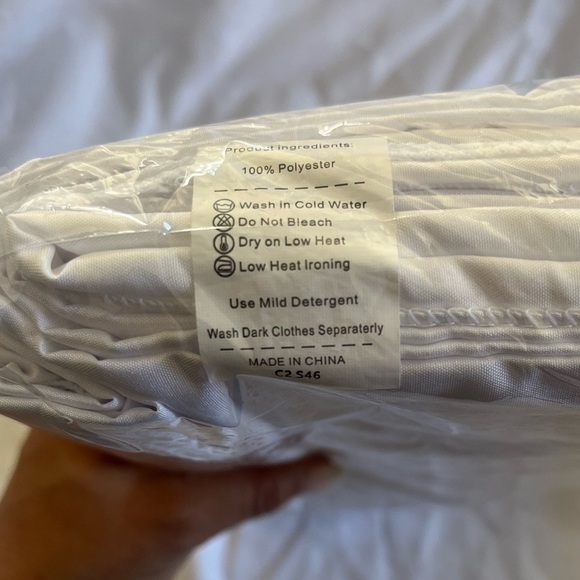 Product Ingredients:
100% Polyester
Wash in Cold Water
Do Not Bleach
Dry on Low Heat
Low Heat Ironing
Use Mild Detergent
Wash Dark Clothes Separaterly
MADE IN CHINA
C2 S46